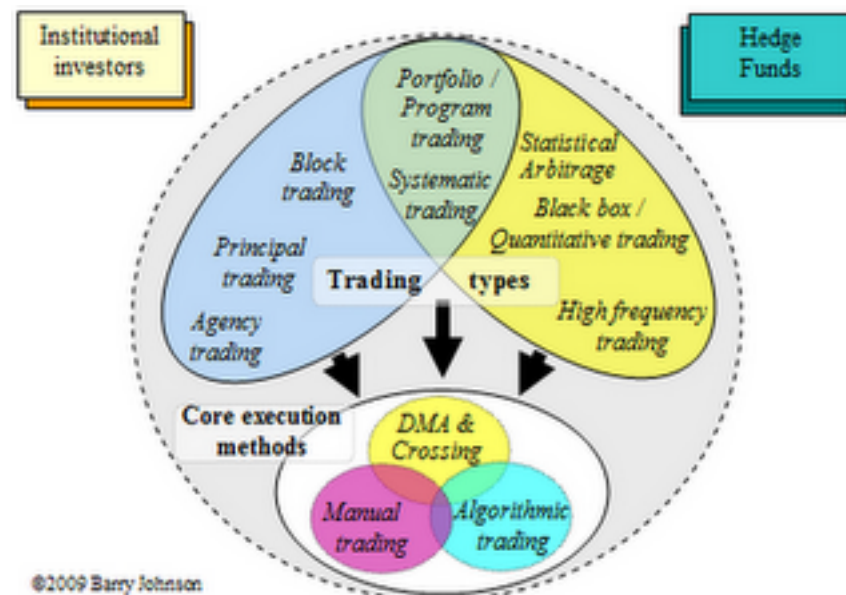 Institutional
investors
Hedge
Funds
Portfolio /
Program
trading
Systematic
trading
Block
trading
Principal
trading
Agency
trading
Statistical
Arbitrage
Black box /
Quantitative trading
High frequency
trading
Trading types
Core execution
methods
DMA &
Crossing
Manual
trading
Algorithmic
trading
©2009 Barry Johnson